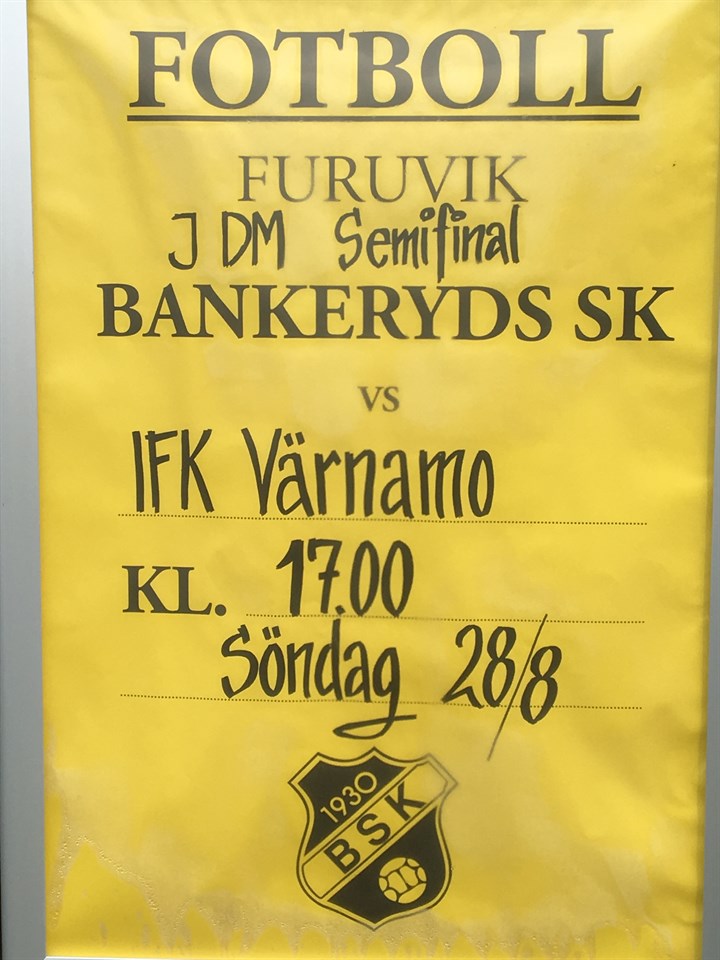 FOTBOLL
FURUVIK
J DM Semifinal
BANKERYDS SK
VS
IFK Värnamo
KL. 17.00
Söndag 28/8
1930
BSK